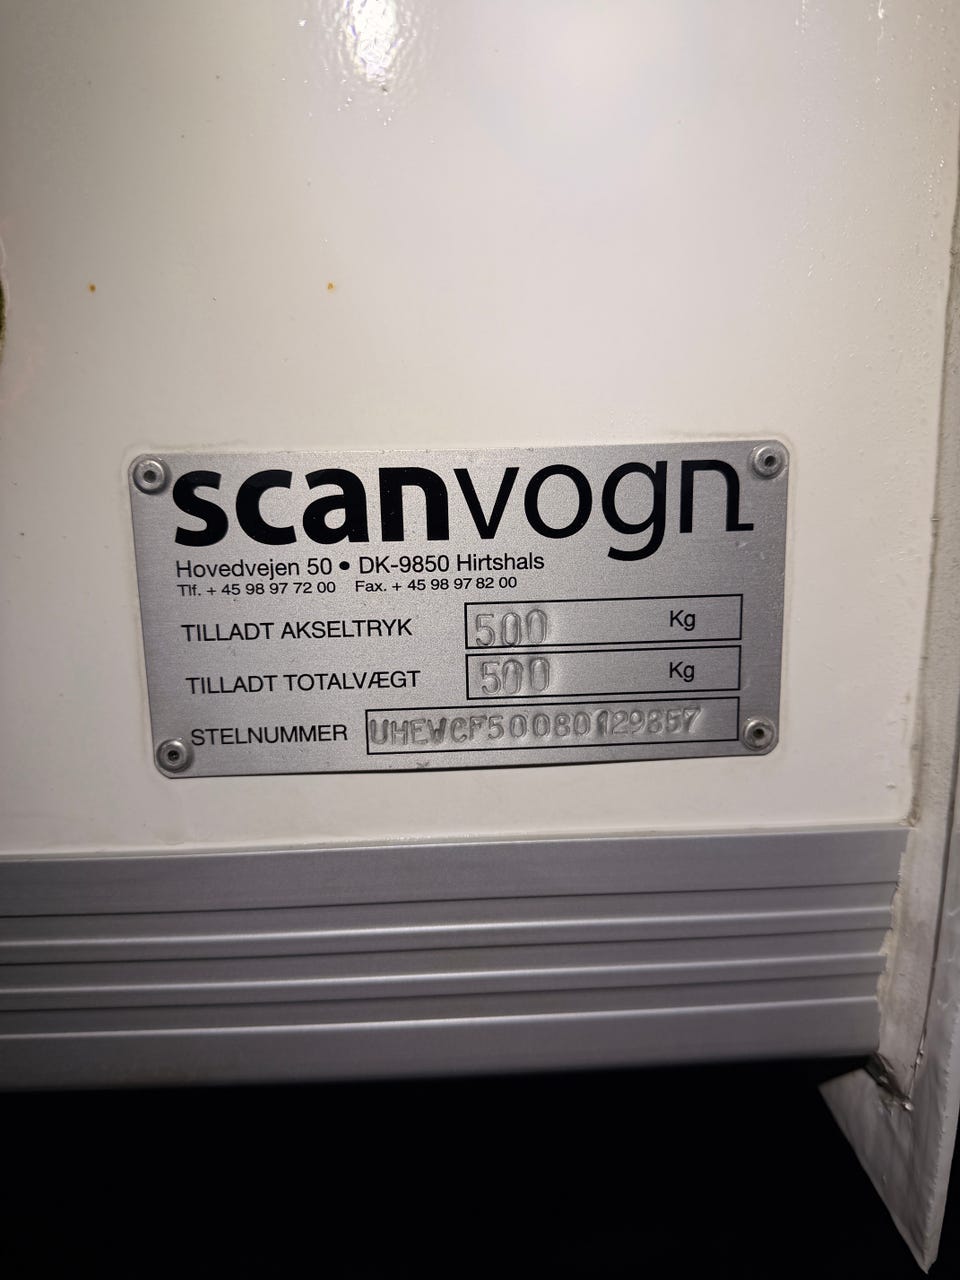 scanvogn
Hovedvejen 50 • DK-9850 Hirtshals
Tlf. + 45 98 97 72 00 Fax. + 45 98 97 82 00
TILLADT AKSELTRYK 500 Kg
TILLADT TOTALVÆGT 500 Kg
STELNUMMER